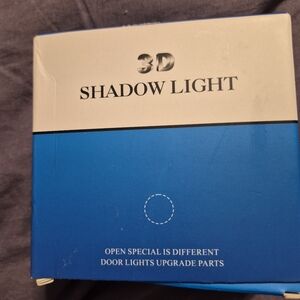 3D
SHADOW LIGHT
OPEN SPECIAL IS DIFFERENT
DOOR LIGHTS UPGRADE PARTS